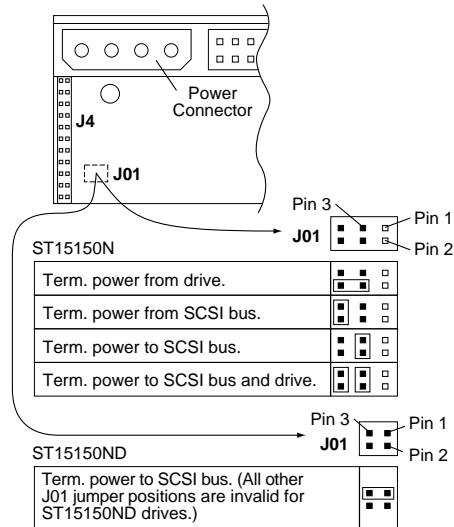 Power
Connector
J4
J01
Pin 3
Pin 1
J01
Pin 2
ST15150N
Term. power from drive.
Term. power from SCSI bus.
Term. power to SCSI bus.
Term. power to SCSI bus and drive.
Pin 3
Pin 1
J01
Pin 2
ST15150ND
Term. power to SCSI bus. (All other
J01 jumper positions are invalid for
ST15150ND drives.)